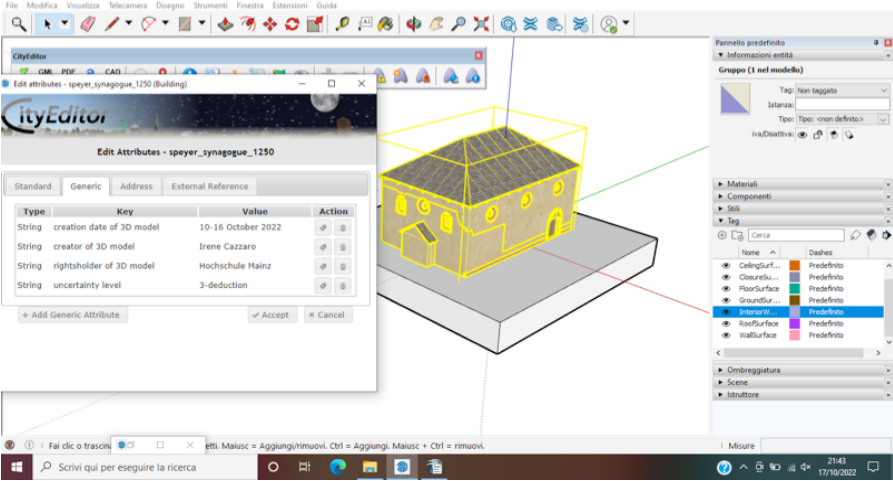 File Modifica Visualizza Telecamera Disegno Strumenti Finestra Estensioni Guida
CityEditor
GML PDF CAD
Edit attributes - speyer_synagogue_1250 (Building)
CityEditor
Edit Attributes - speyer_synagogue_1250
Standard Generic Address External Reference
Type Key Value Action
String creation date of 3D model 10-16 October 2022
String creator of 3D model Irene Cazzaro
String rightsholder of 3D model Hochschule Mainz
String uncertainty level 3-deduction
+ Add Generic Attribute Accept Cancel
Pannello predefinito
Informazioni entità
Gruppo (1 nel modello)
Tag: Non taggato
Istanza:
Tipo: Tipo: <non definito>
iva/Disattiva:
Materiali
Componenti
Stili
Tag
Cerca
Nome Dashes
CeilingSurf... Predefinito
ClosureSu... Predefinito
FloorSurface Predefinito
GroundSur... Predefinito
InteriorW... Predefinito
RoofSurface Predefinito
WallSurface Predefinito
Ombreggiatura
Scene
Istruttore
Fai clic o trascina etti. Maiusc = Aggiungi/rimuovi. Ctrl = Aggiungi. Maiusc + Ctrl = rimuovi.
Misure
Scrivi qui per eseguire la ricerca
21:43
17/10/2022